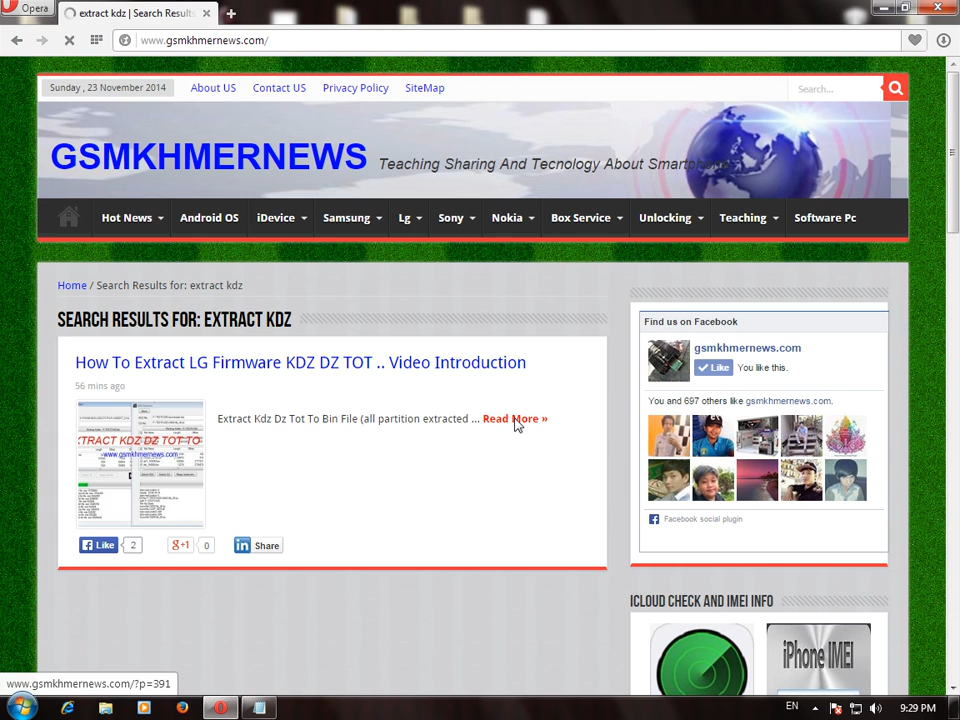 Opera
extract kdz | Search Results
www.gsmkhmernews.com/
Sunday , 23 November 2014
About US
Contact US
Privacy Policy
SiteMap
Search...
GSMKHMERNEWS
Teaching Sharing And Tecnology About Smartphone
Hot News
Android OS
iDevice
Samsung
Lg
Sony
Nokia
Box Service
Unlocking
Teaching
Software Pc
Home / Search Results for: extract kdz
SEARCH RESULTS FOR: EXTRACT KDZ
How To Extract LG Firmware KDZ DZ TOT .. Video Introduction
56 mins ago
Extract Kdz Dz Tot To Bin File (all partition extracted ... Read More »
XTRACT KDZ DZ TOT TO
www.gsmkhmernews.com
Like
2
g+1
0
in Share
Find us on Facebook
gsmkhmernews.com
Like
You like this.
You and 697 others like gsmkhmernews.com.
Facebook social plugin
ICLOUD CHECK AND IMEI INFO
iPhone IMEI
www.gsmkhmernews.com/?p=391
EN
9:29 PM